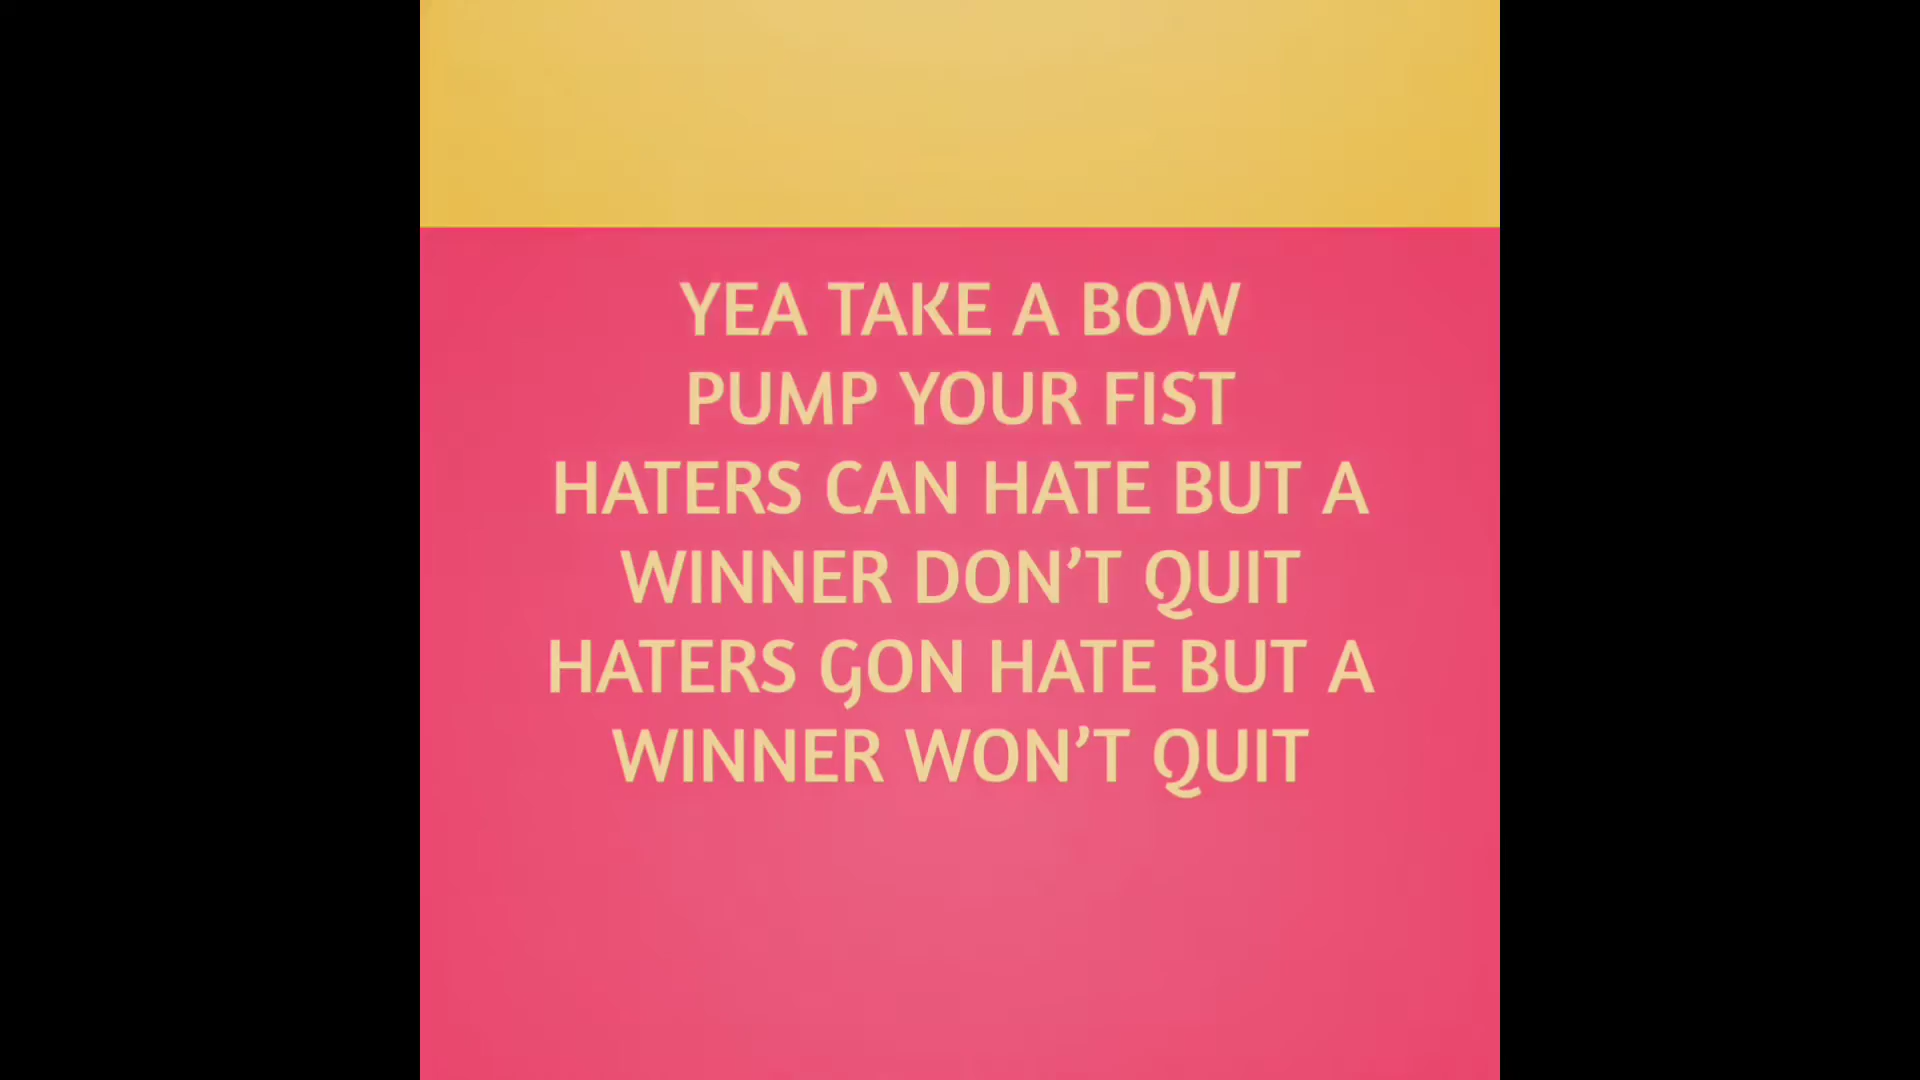 YEA TAKE A BOW
PUMP YOUR FIST
HATERS CAN HATE BUT A
WINNER DON’T QUIT
HATERS GON HATE BUT A
WINNER WON’T QUIT